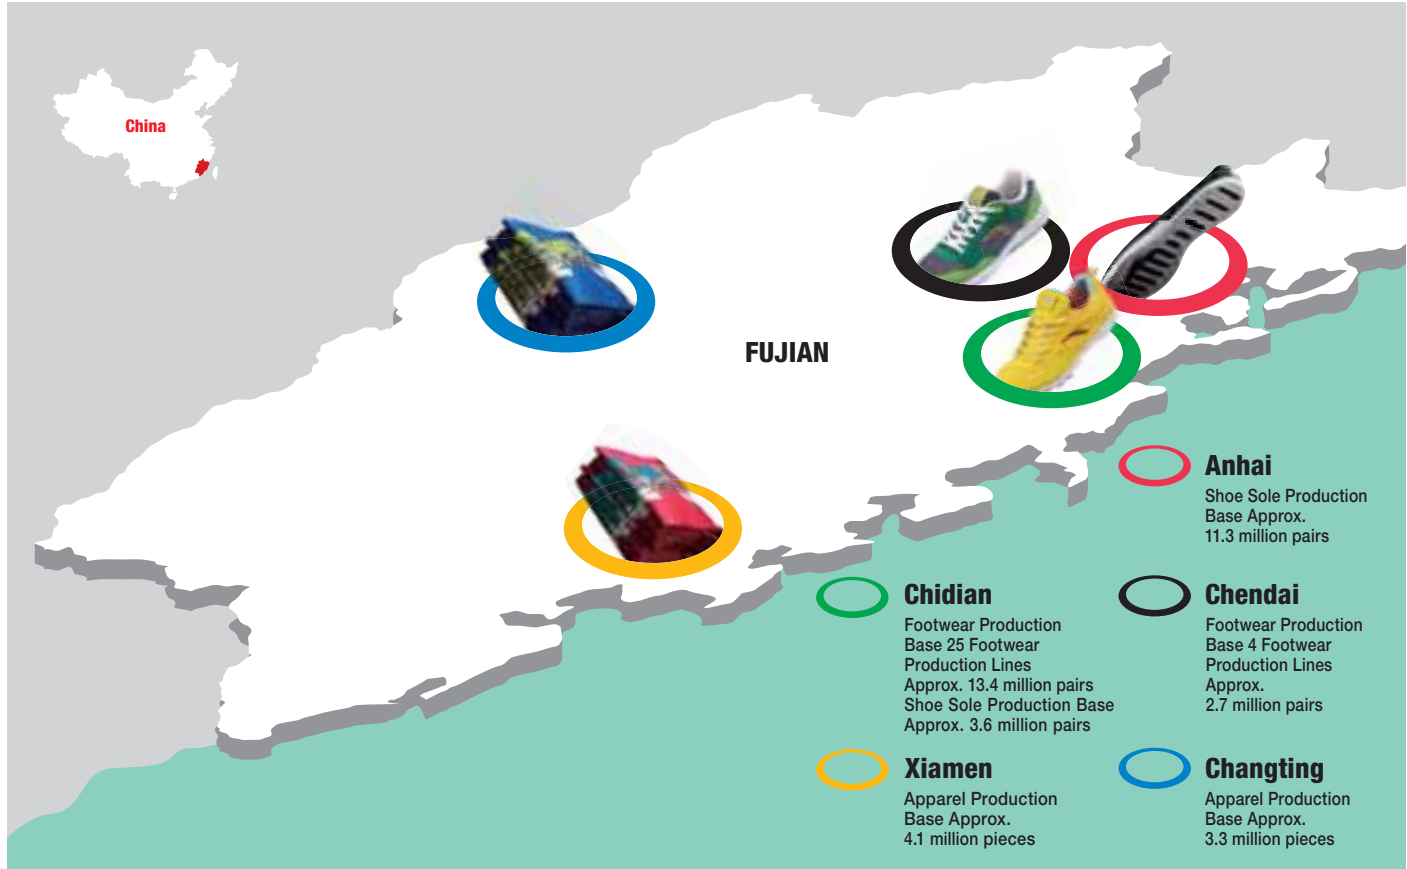 China
FUJIAN
Anhai
Shoe Sole Production
Base Approx.
11.3 million pairs
Chidian
Footwear Production
Base 25 Footwear
Production Lines
Approx. 13.4 million pairs
Shoe Sole Production Base
Approx. 3.6 million pairs
Chendai
Footwear Production
Base 4 Footwear
Production Lines
Approx.
2.7 million pairs
Xiamen
Apparel Production
Base Approx.
4.1 million pieces
Changting
Apparel Production
Base Approx.
3.3 million pieces